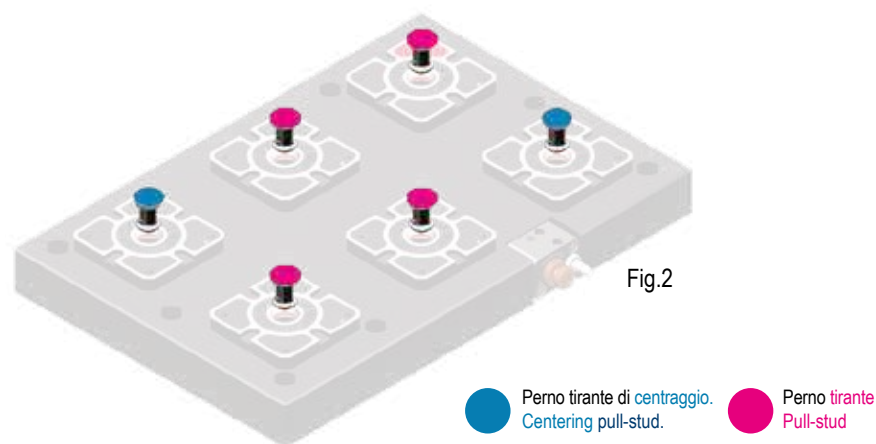 Fig.2
Perno tirante di centraggio.
Centering pull-stud.
Perno tirante
Pull-stud